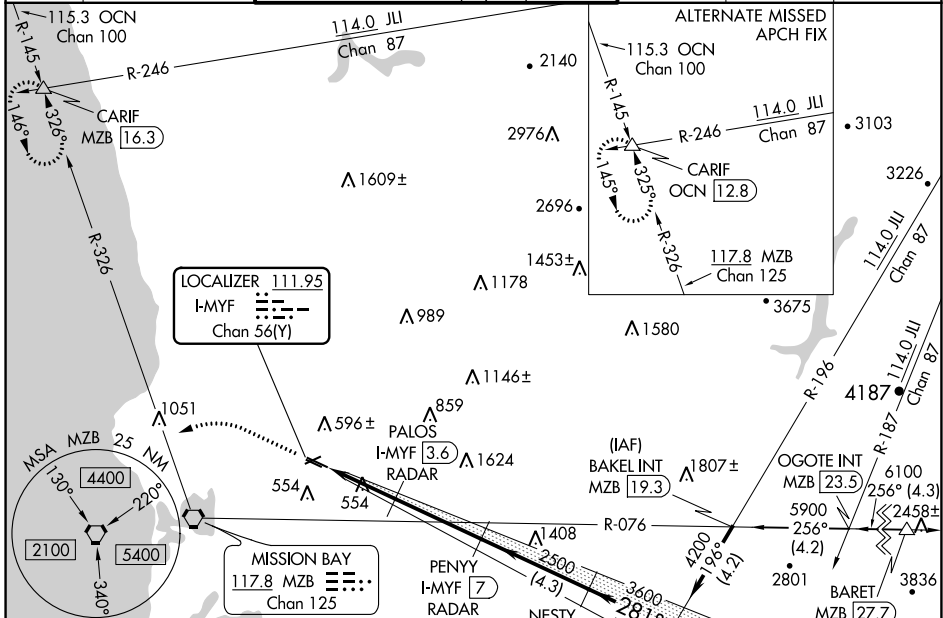 115.3 OCN
Chan 100
R-145
114.0 JLI
Chan 87
R-246
CARIF
MZB 16.3
326°
146°
R-326
2140
2976
1609±
2696
1453±
1178
989
1580
1146±
859
596±
1051
554
554
1624
1807±
1408
ALTERNATE MISSED
APCH FIX
115.3 OCN
Chan 100
R-145
114.0 JLI
Chan 87
R-246
CARIF
OCN 12.8
325°
145°
R-326
117.8 MZB
Chan 125
3103
3226
3675
114.0 JLI
Chan 87
R-196
4187
114.0 JLI
Chan 87
R-187
LOCALIZER 111.95
I-MYF
Chan 56(Y)
PALOS
I-MYF 3.6
RADAR
(IAF)
BAKEL INT
MZB 19.3
OGOTE INT
MZB 23.5
6100
256° (4.3)
2458±
5900
256°
(4.2)
R-076
4200
196°
(4.2)
2801
3836
BARET
MZB 27.7
PENYY
I-MYF 7
RADAR
2500
(4.3)
3600
NESTY
281°
MSA MZB 25 NM
130°
220°
340°
4400
2100
5400
MISSION BAY
117.8 MZB
Chan 125